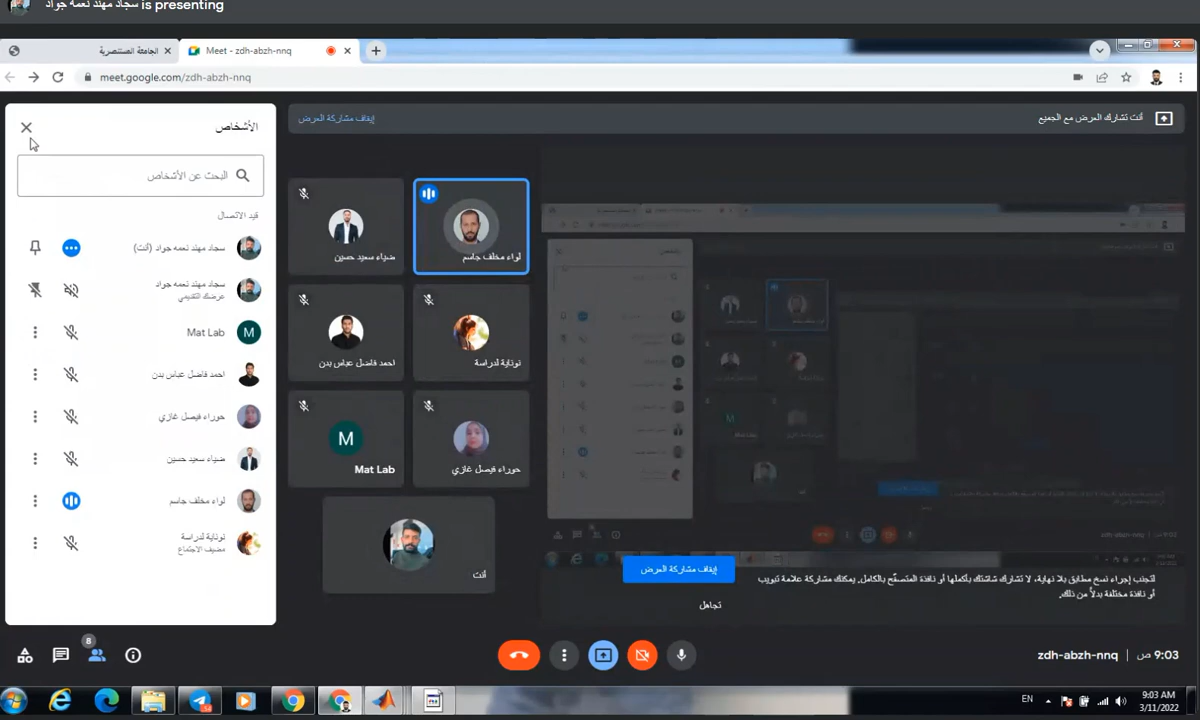 سجاد مهند نعمه جواد is presenting
الجامعة المستنصرية
Meet - zdh-abzh-nnq
meet.google.com/zdh-abzh-nnq
الأشخاص
البحث عن الأشخاص
قيد الاتصال
سجاد مهند نعمه جواد (أنت)
سجاد مهند نعمه جواد
عرضك التقديمي
Mat Lab
M
احمد فاضل عباس بدن
حوراء فيصل غازي
ضياء سعيد حسين
لواء مخلف جاسم
نوناية لدراسة
مضيف الاجتماع
أنت تشارك العرض مع الجميع
إيقاف مشاركة العرض
لواء مخلف جاسم
ضياء سعيد حسين
نوناية لدراسة
احمد فاضل عباس بدن
حوراء فيصل غازي
M
Mat Lab
أنت
إيقاف مشاركة العرض
لتجنب إجراء نسخ مطابق بلا نهاية، لا تشارك شاشتك بأكملها أو نافذة المتصفّح بالكامل. يمكنك مشاركة علامة تبويب
أو نافذة مختلفة بدلاً من ذلك.
تجاهل
8
9:03 ص
zdh-abzh-nnq
EN
9:03 AM
3/11/2022